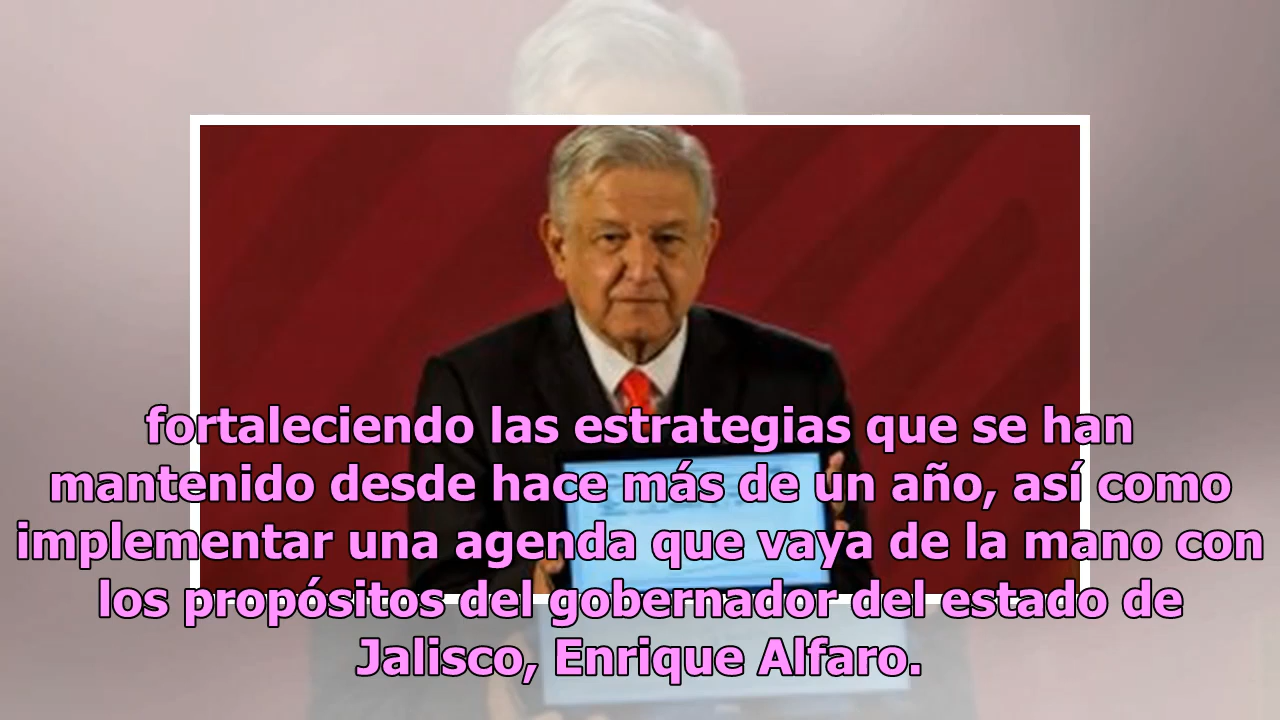 fortaleciendo las estrategias que se han
mantenido desde hace más de un año, así como
implementar una agenda que vaya de la mano con
los propósitos del gobernador del estado de
Jalisco, Enrique Alfaro.